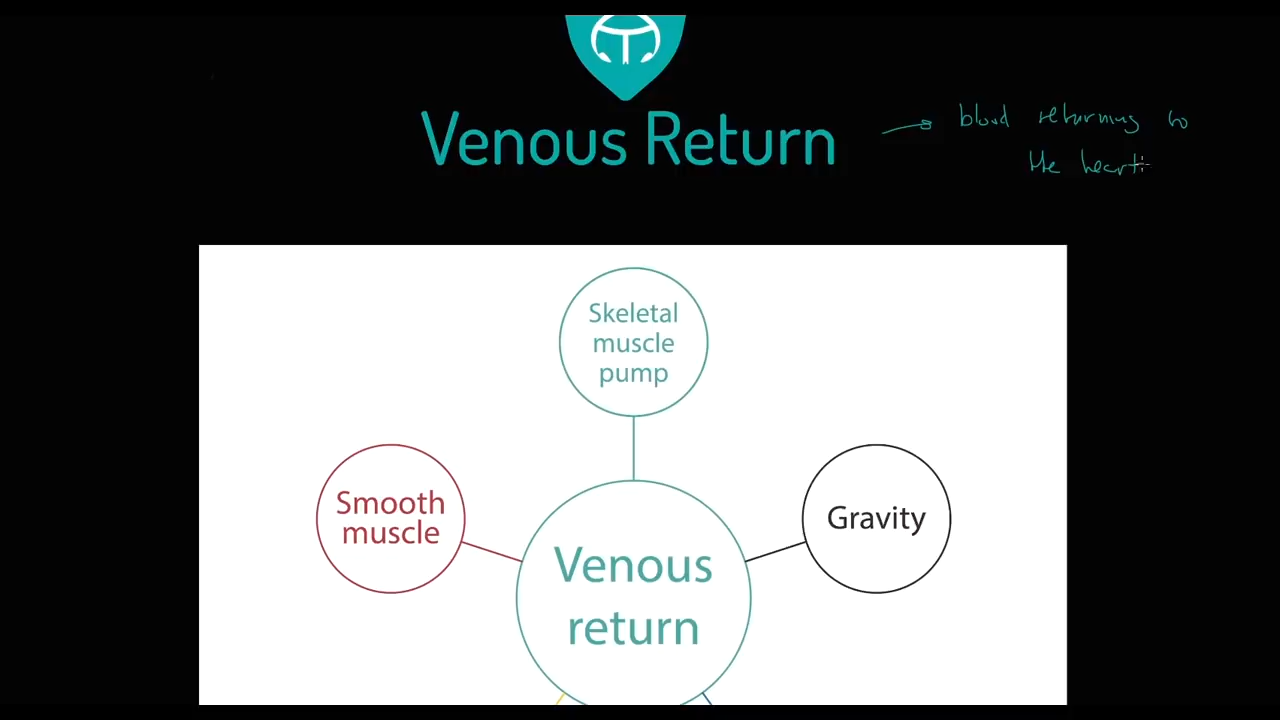 Venous Return
blood returning to
the heart
Skeletal
muscle
pump
Smooth
muscle
Gravity
Venous
return